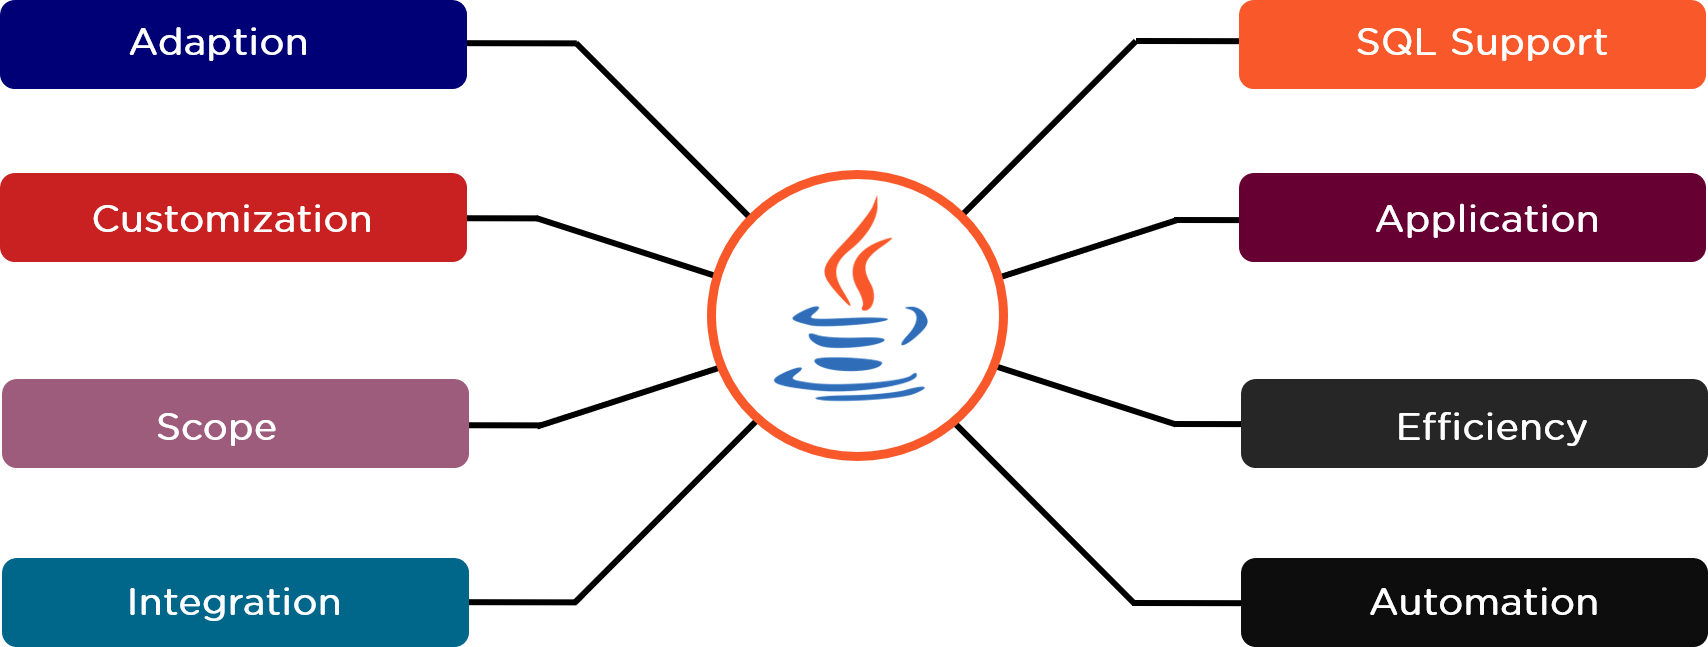 Adaption
Customization
Scope
Integration
SQL Support
Application
Efficiency
Automation